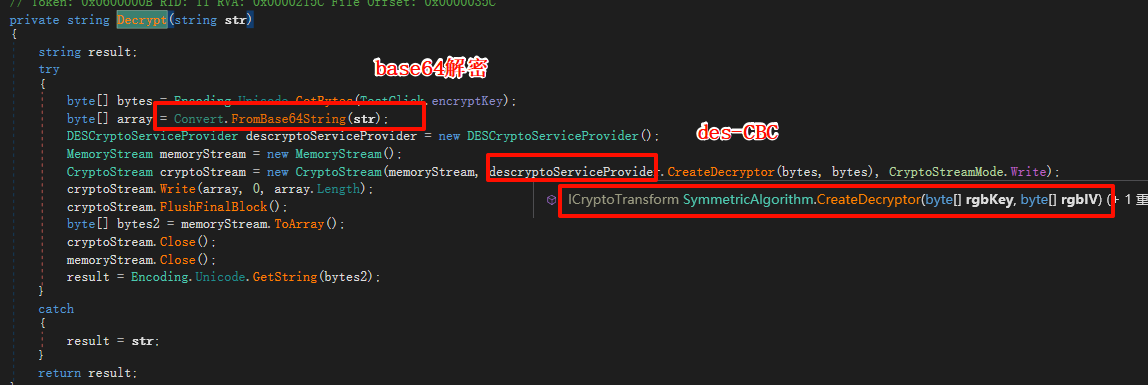 // Token: 0x0600000B RID: 11 RVA: 0x0000215C File Offset: 0x0000035C
private string Decrypt(string str)
{
string result;
try
{
base64解密
byte[] bytes = Encoding.Unicode.GetBytes(TestClick.encryptKey);
byte[] array = Convert.FromBase64String(str);
DESCryptoServiceProvider descryptoServiceProvider = new DESCryptoServiceProvider();
des-CBC
MemoryStream memoryStream = new MemoryStream();
CryptoStream cryptoStream = new CryptoStream(memoryStream, descryptoServiceProvider.CreateDecryptor(bytes, bytes), CryptoStreamMode.Write);
cryptoStream.Write(array, 0, array.Length);
ICryptoTransform SymmetricAlgorithm.CreateDecryptor(byte[] rgbKey, byte[] rgbIV) (+ 1 重
cryptoStream.FlushFinalBlock();
byte[] bytes2 = memoryStream.ToArray();
cryptoStream.Close();
memoryStream.Close();
result = Encoding.Unicode.GetString(bytes2);
}
catch
{
result = str;
}
return result;